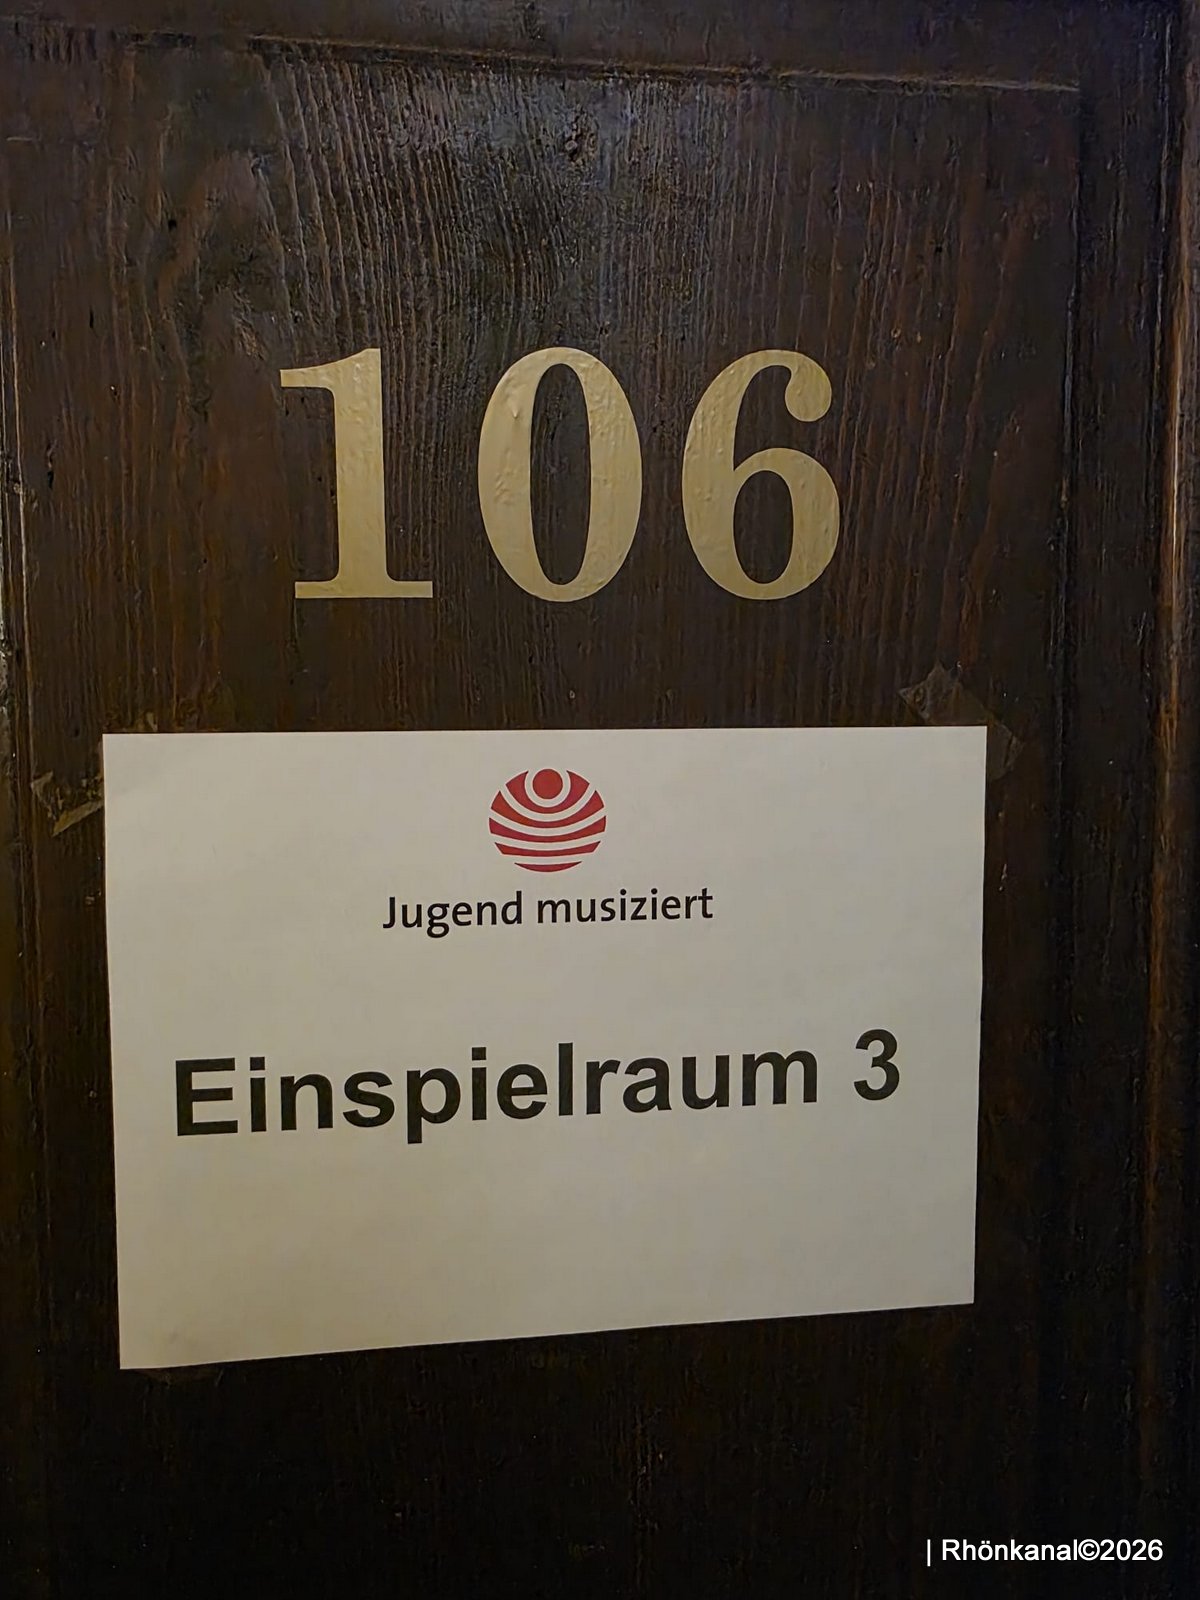 106
Jugend musiziert
Einspielraum 3
| Rhönkanal©2026